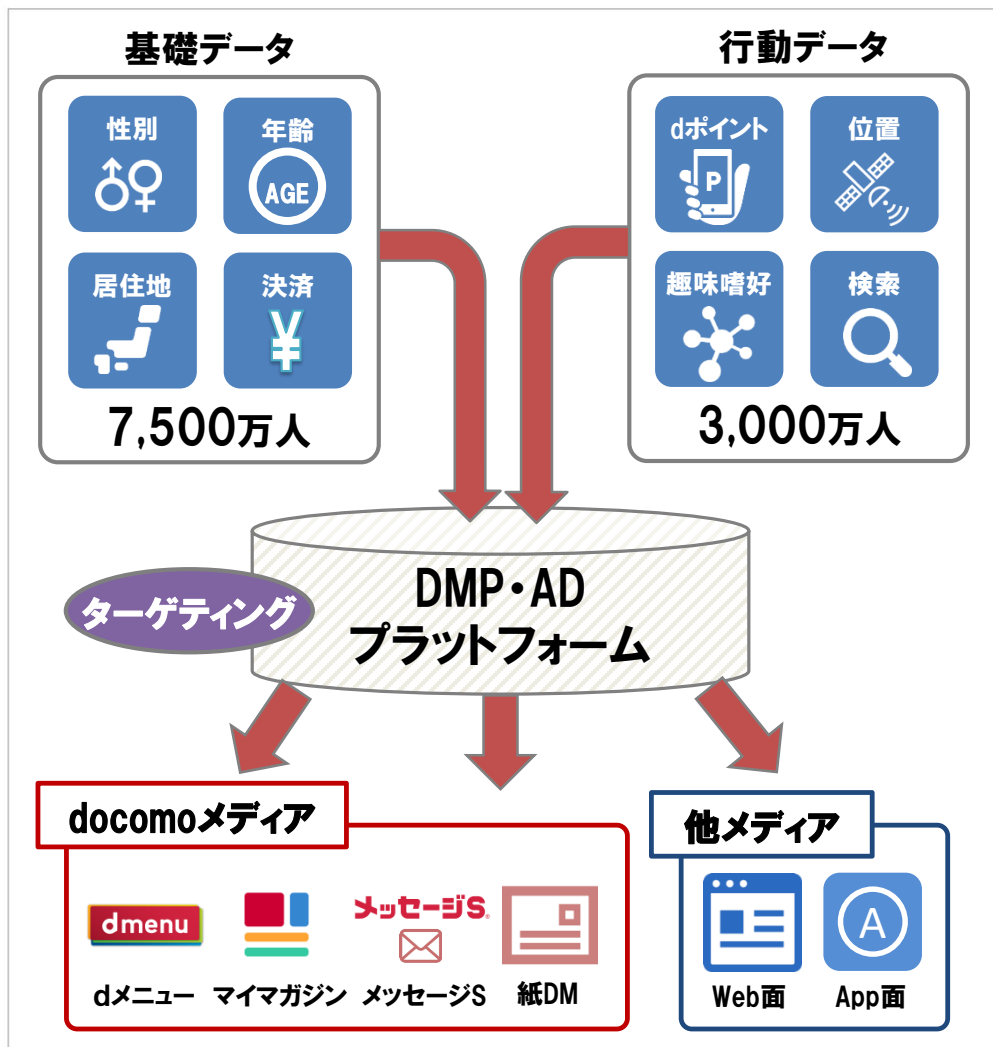 基礎データ
行動データ
性別
年齢
AGE
居住地
決済
¥
7,500万人
dポイント
P
位置
趣味嗜好
検索
3,000万人
DMP・AD
プラットフォーム
ターゲティング
docomoメディア
dmenu
メッセージS
dメニュー
マイマガジン
メッセージS
紙DM
他メディア
A
Web面
App面